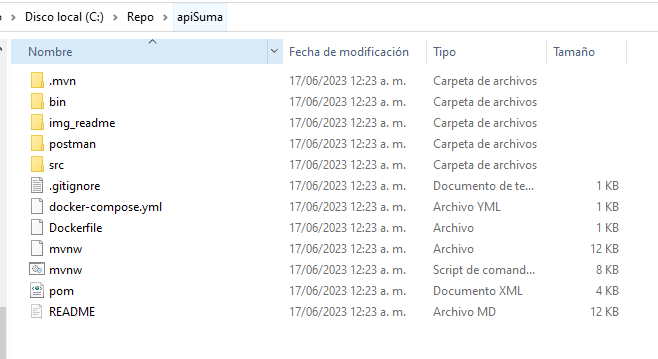 Disco local (C:) > Repo > apiSuma
Nombre Fecha de modificación Tipo Tamaño
.mvn 17/06/2023 12:23 a. m. Carpeta de archivos
bin 17/06/2023 12:23 a. m. Carpeta de archivos
img_readme 17/06/2023 12:23 a. m. Carpeta de archivos
postman 17/06/2023 12:23 a. m. Carpeta de archivos
src 17/06/2023 12:23 a. m. Carpeta de archivos
.gitignore 17/06/2023 12:23 a. m. Documento de te... 1 KB
docker-compose.yml 17/06/2023 12:23 a. m. Archivo YML 1 KB
Dockerfile 17/06/2023 12:23 a. m. Archivo 1 KB
mvnw 17/06/2023 12:23 a. m. Archivo 12 KB
mvnw 17/06/2023 12:23 a. m. Script de comand... 8 KB
pom 17/06/2023 12:23 a. m. Documento XML 4 KB
README 17/06/2023 12:23 a. m. Archivo MD 12 KB